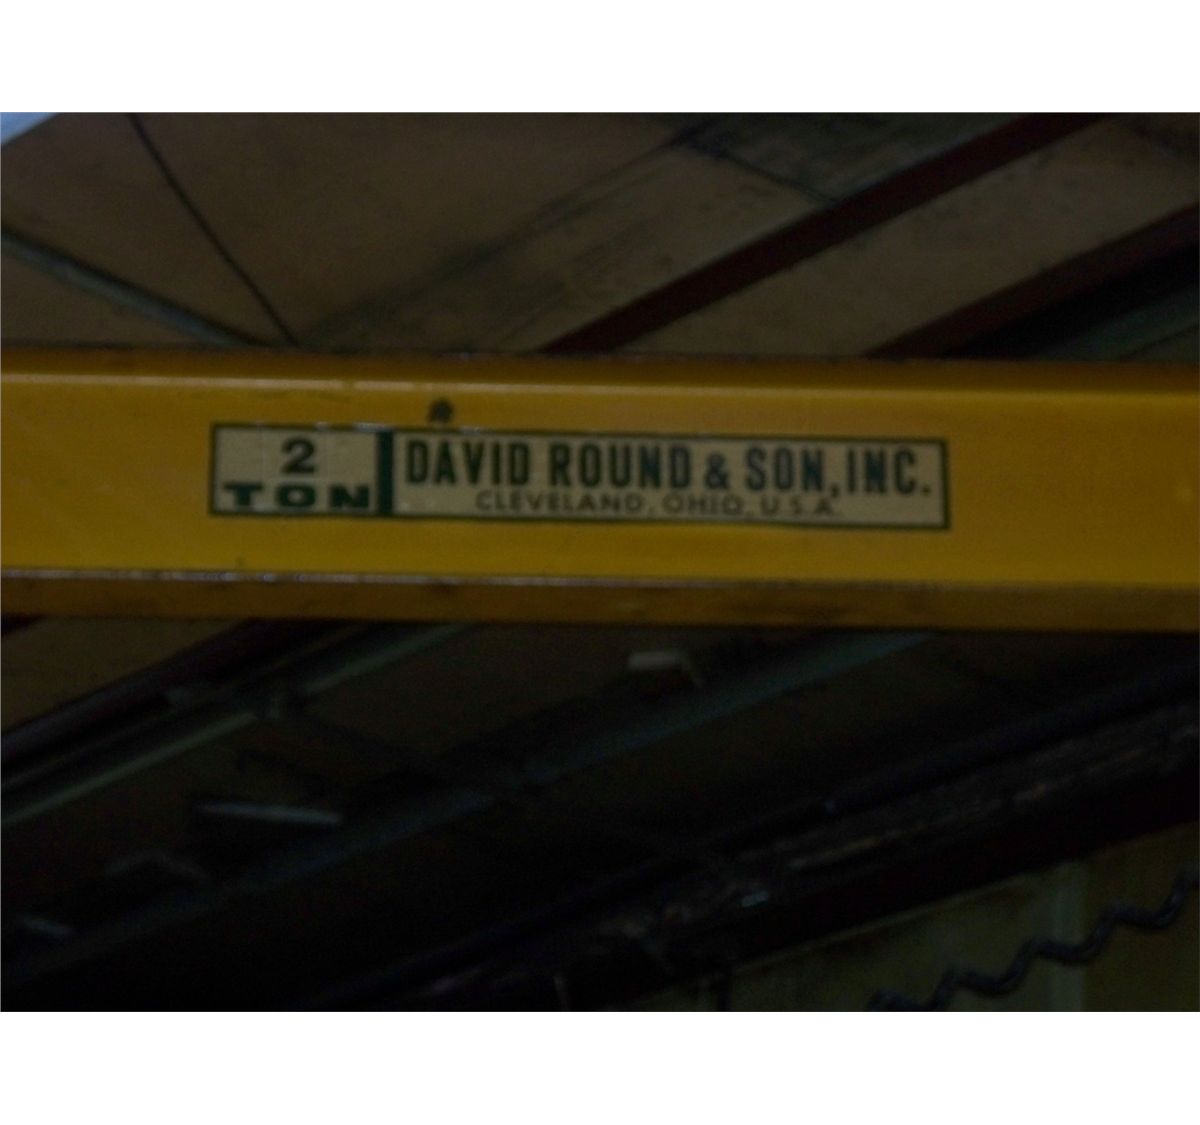 2
TON
DAVID ROUND & SON, INC.
CLEVELAND, OHIO, U.S.A.